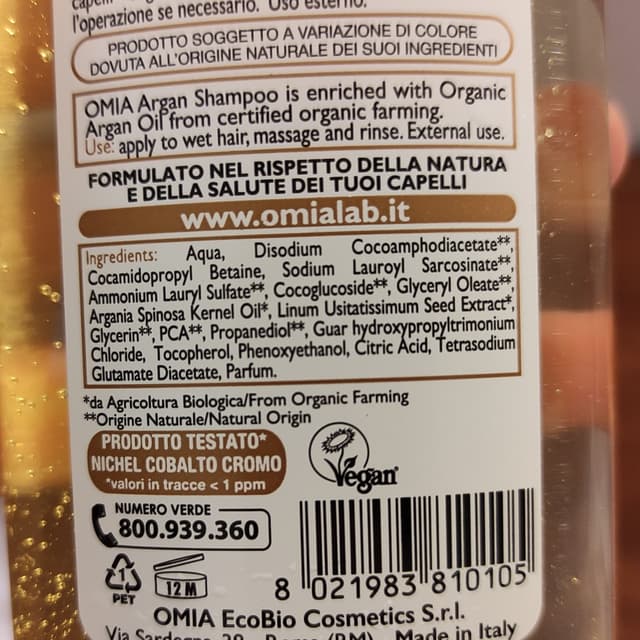 l'operazione se necessario. Uso esterno.
PRODOTTO SOGGETTO A VARIAZIONE DI COLORE
DOVUTA ALL'ORIGINE NATURALE DEI SUOI INGREDIENTI
OMIA Argan Shampoo is enriched with Organic
Argan Oil from certified organic farming.
Use: apply to wet hair, massage and rinse. External use.
FORMULATO NEL RISPETTO DELLA NATURA
E DELLA SALUTE DEI TUOI CAPELLI
www.omialab.it
Ingredients: Aqua, Disodium Cocoamphodiacetate**,
Cocamidopropyl Betaine, Sodium Lauroyl Sarcosinate**,
Ammonium Lauryl Sulfate**, Cocoglucoside**, Glyceryl Oleate**,
Argania Spinosa Kernel Oil*, Linum Usitatissimum Seed Extract*,
Glycerin**, PCA**, Propanediol**, Guar hydroxypropyltrimonium
Chloride, Tocopherol, Phenoxyethanol, Citric Acid, Tetrasodium
Glutamate Diacetate, Parfum.
*da Agricoltura Biologica/From Organic Farming
**Origine Naturale/Natural Origin
PRODOTTO TESTATO*
NICHEL COBALTO CROMO
*valori in tracce < 1 ppm
Vegan
NUMERO VERDE
800.939.360
1
PET
12 M
8 021983 810105
OMIA EcoBio Cosmetics S.r.l.
Made in Italy